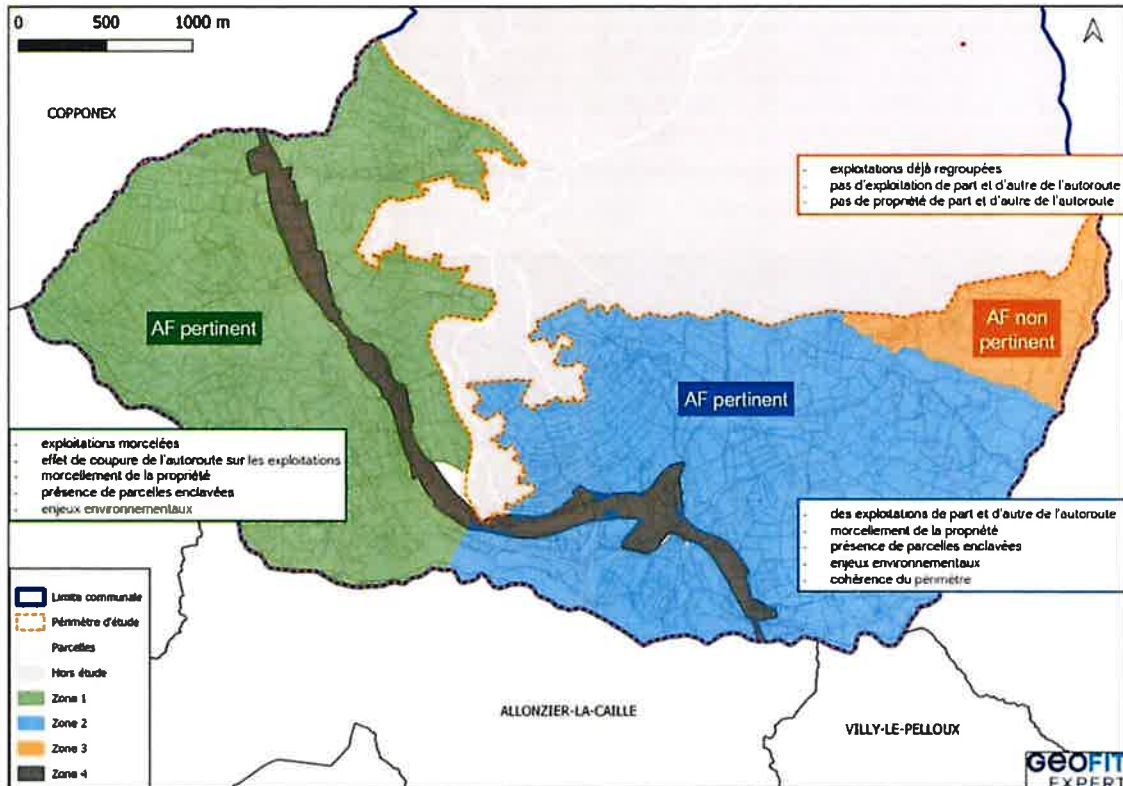 0 500 1000 m
COPPONEX
exploitations déjà regroupées
pas d'exploitation de part et d'autre de l'autoroute
pas de propriété de part et d'autre de l'autoroute
AF pertinent
AF non
pertinent
AF pertinent
exploitations morcelées
effet de coupure de l'autoroute sur les exploitations
morcellement de la propriété
présence de parcelles enclavées
enjeux environnementaux
des exploitations de part et d'autre de l'autoroute
morcellement de la propriété
présence de parcelles enclavées
enjeux environnementaux
cohérence du périmètre
Limite communale
Périmètre d'étude
Parcelles
Hors étude
Zone 1
Zone 2
Zone 3
Zone 4
ALLONZIER-LA-CAILLE
VILLY-LE-PELLOUX
GEOFIT
EXPERT